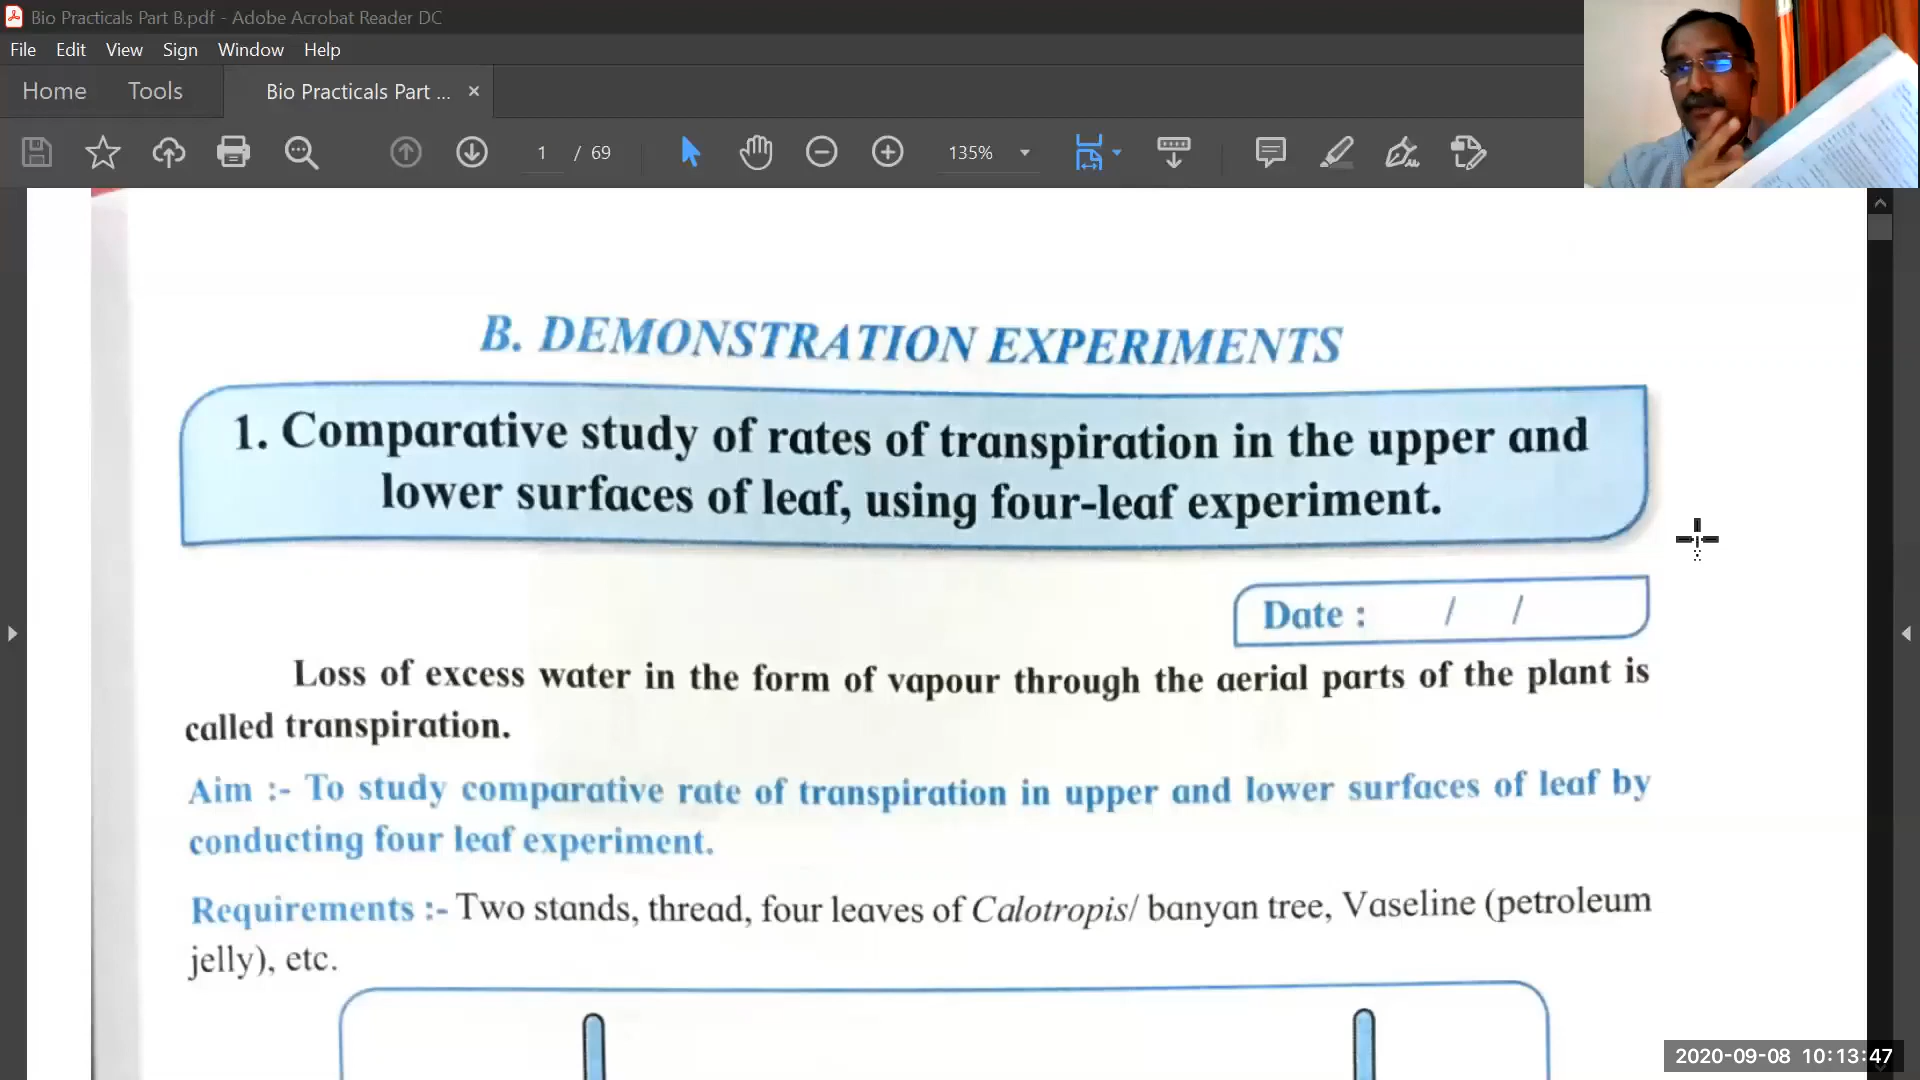 Bio Practicals Part B.pdf - Adobe Acrobat Reader DC
File Edit View Sign Window Help
Home Tools Bio Practicals Part ... ×
1 / 69 135%
B. DEMONSTRATION EXPERIMENTS
1. Comparative study of rates of transpiration in the upper and
lower surfaces of leaf, using four-leaf experiment.
Date : / /
Loss of excess water in the form of vapour through the aerial parts of the plant is
called transpiration.
Aim :- To study comparative rate of transpiration in upper and lower surfaces of leaf by
conducting four leaf experiment.
Requirements :- Two stands, thread, four leaves of Calotropis/ banyan tree, Vaseline (petroleum
jelly), etc.
2020-09-08 10:13:47